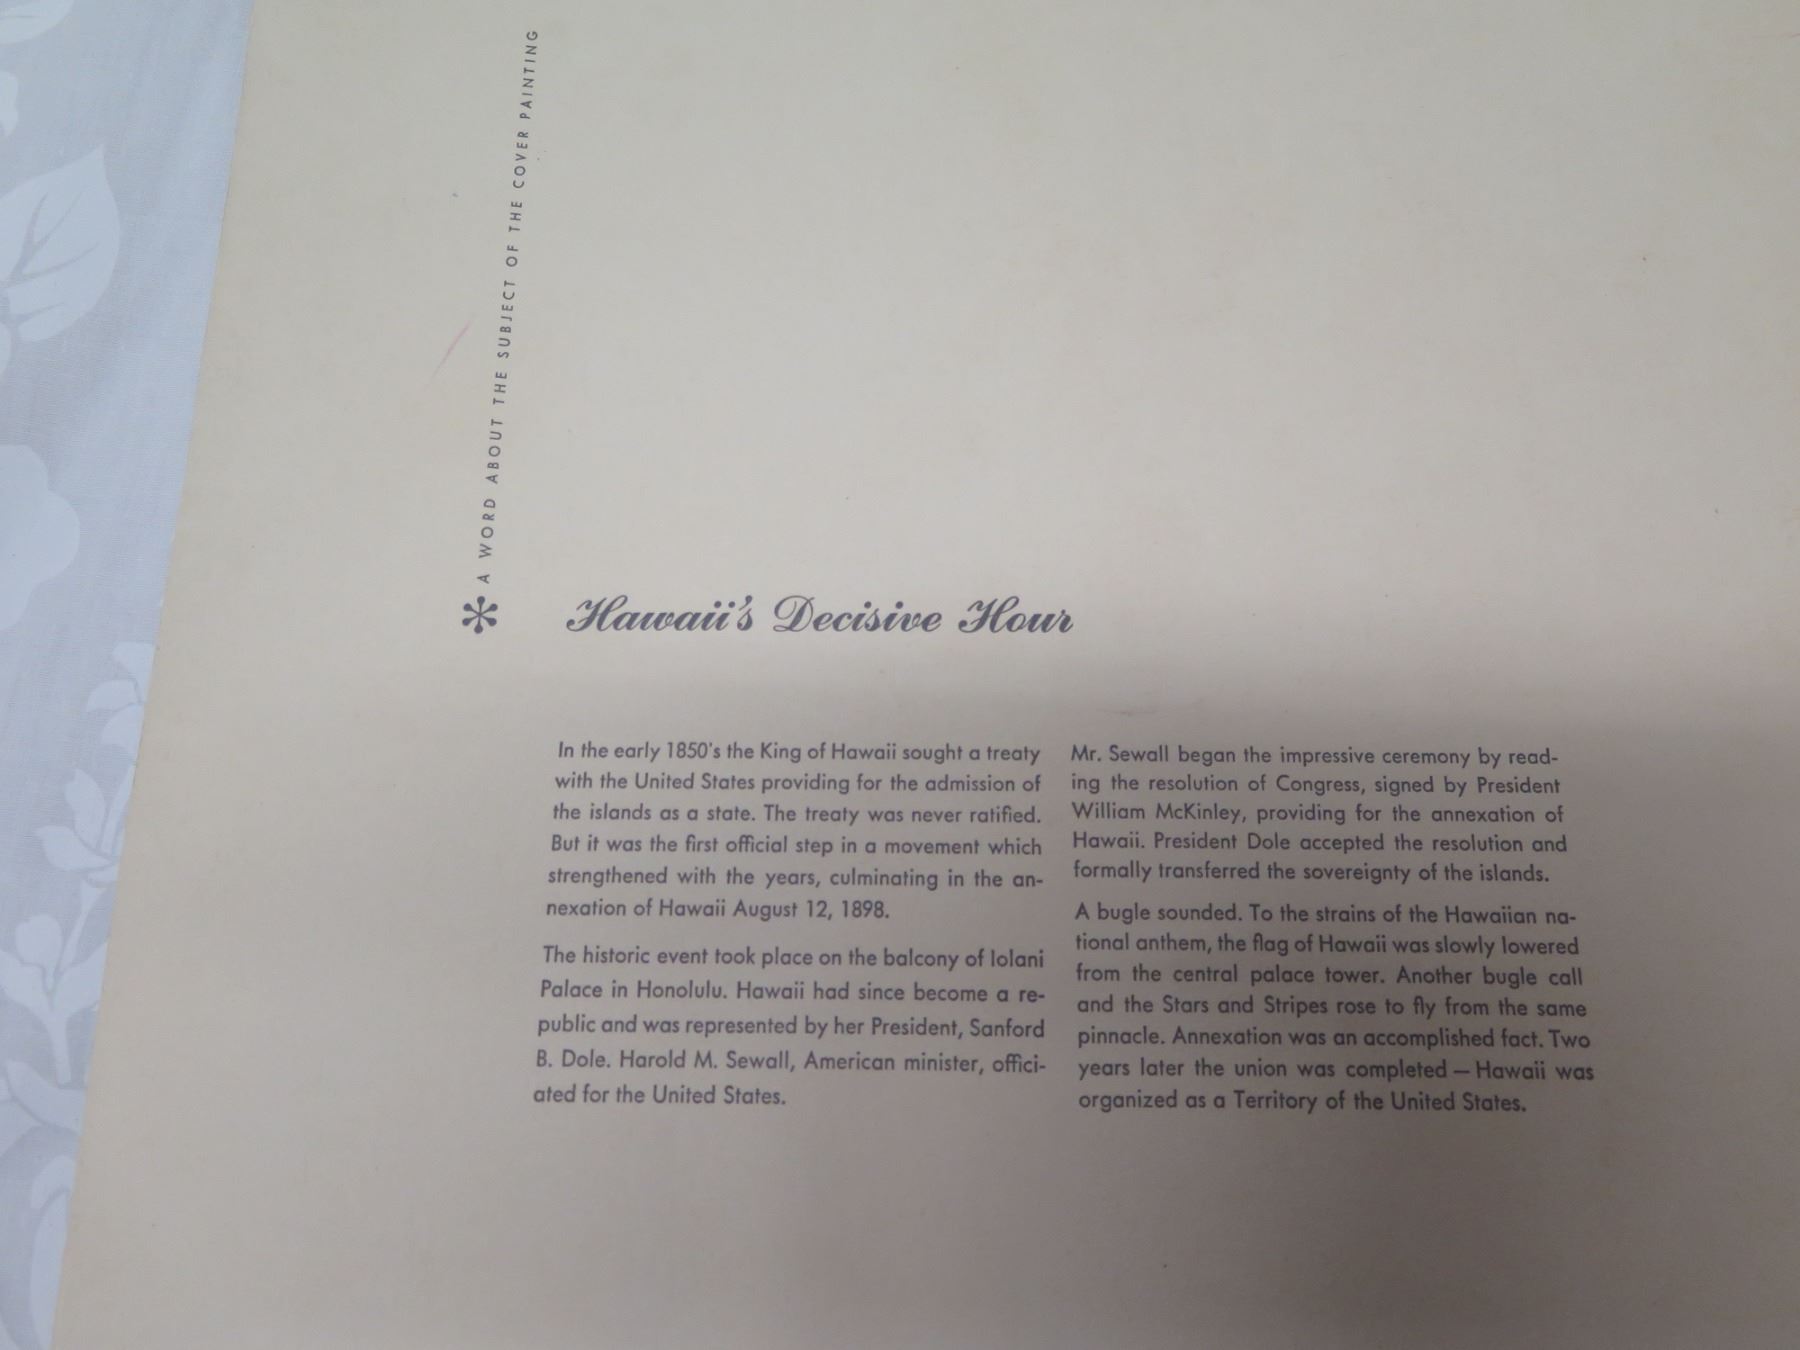 A WORD ABOUT THE SUBJECT OF THE COVER PAINTING
* Hawaii's Decisive Hour
In the early 1850's the King of Hawaii sought a treaty
with the United States providing for the admission of
the islands as a state. The treaty was never ratified.
But it was the first official step in a movement which
strengthened with the years, culminating in the an-
nexation of Hawaii August 12, 1898.
The historic event took place on the balcony of Iolani
Palace in Honolulu. Hawaii had since become a re-
public and was represented by her President, Sanford
B. Dole. Harold M. Sewall, American minister, offici-
ated for the United States.
Mr. Sewall began the impressive ceremony by read-
ing the resolution of Congress, signed by President
William McKinley, providing for the annexation of
Hawaii. President Dole accepted the resolution and
formally transferred the sovereignty of the islands.
A bugle sounded. To the strains of the Hawaiian na-
tional anthem, the flag of Hawaii was slowly lowered
from the central palace tower. Another bugle call
and the Stars and Stripes rose to fly from the same
pinnacle. Annexation was an accomplished fact. Two
years later the union was completed — Hawaii was
organized as a Territory of the United States.